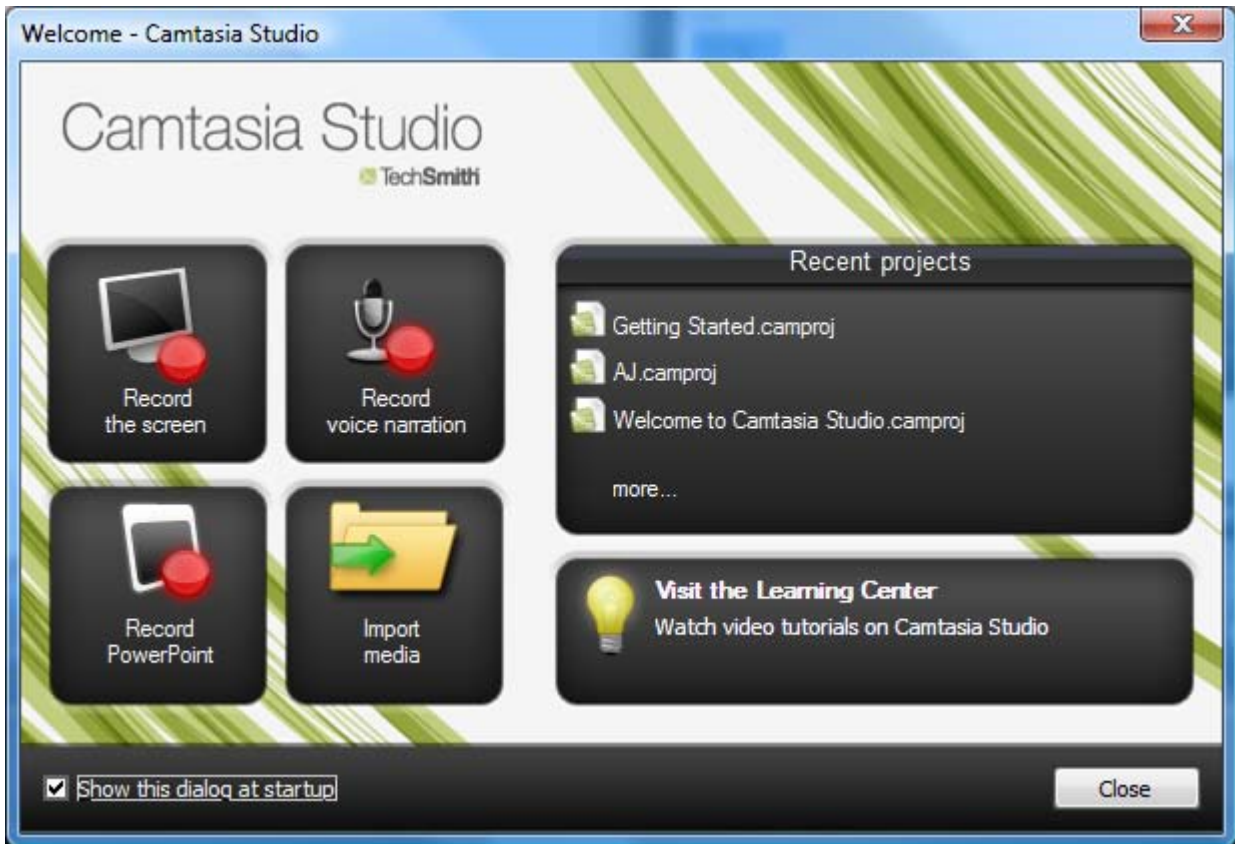 Welcome - Camtasia Studio
Camtasia Studio
TechSmith
Record
the screen
Record
voice narration
Record
PowerPoint
Import
media
Recent projects
Getting Started.camproj
AJ.camproj
Welcome to Camtasia Studio.camproj
more...
Visit the Learning Center
Watch video tutorials on Camtasia Studio
Show this dialog at startup
Close